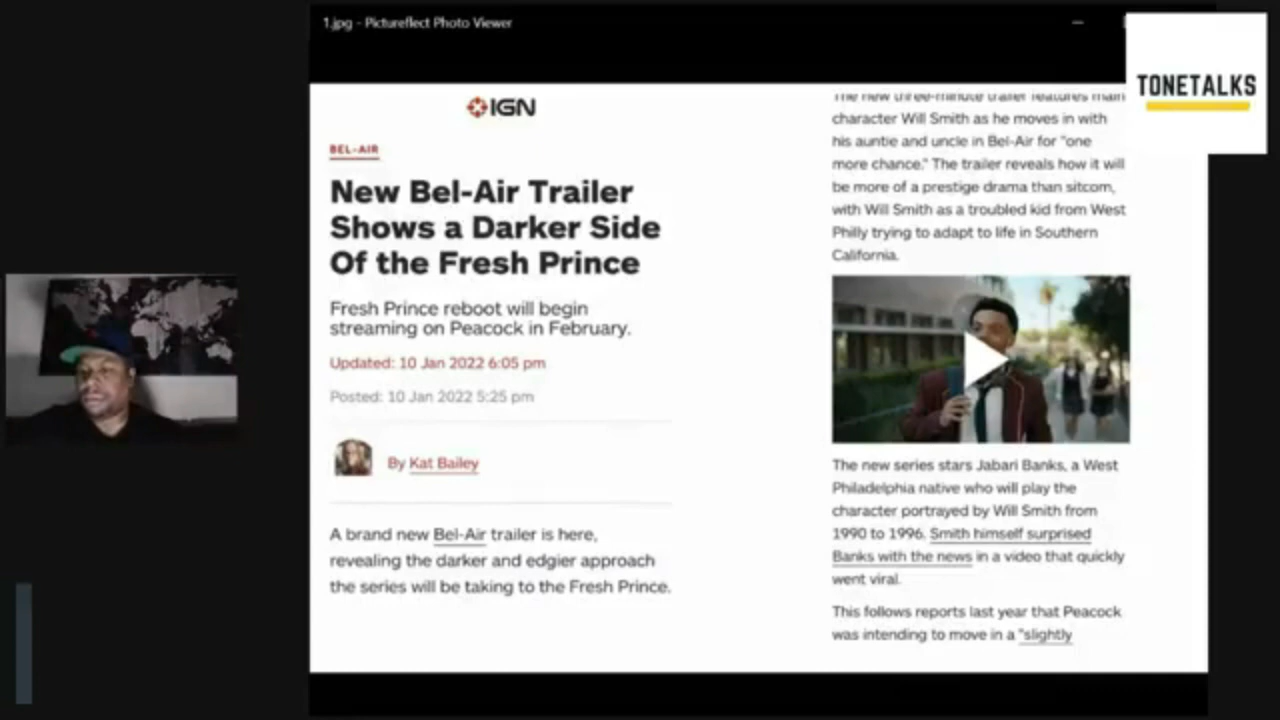 1.jpg - Pictureflect Photo Viewer
TONETALKS
IGN
BEL-AIR
New Bel-Air Trailer
Shows a Darker Side
Of the Fresh Prince
Fresh Prince reboot will begin
streaming on Peacock in February.
Updated: 10 Jan 2022 6:05 pm
Posted: 10 Jan 2022 5:25 pm
By Kat Bailey
A brand new Bel-Air trailer is here,
revealing the darker and edgier approach
the series will be taking to the Fresh Prince.
The new three-minute trailer features main
character Will Smith as he moves in with
his auntie and uncle in Bel-Air for "one
more chance." The trailer reveals how it will
be more of a prestige drama than sitcom,
with Will Smith as a troubled kid from West
Philly trying to adapt to life in Southern
California.
The new series stars Jabari Banks, a West
Philadelphia native who will play the
character portrayed by Will Smith from
1990 to 1996. Smith himself surprised
Banks with the news in a video that quickly
went viral.
This follows reports last year that Peacock
was intending to move in a "slightly